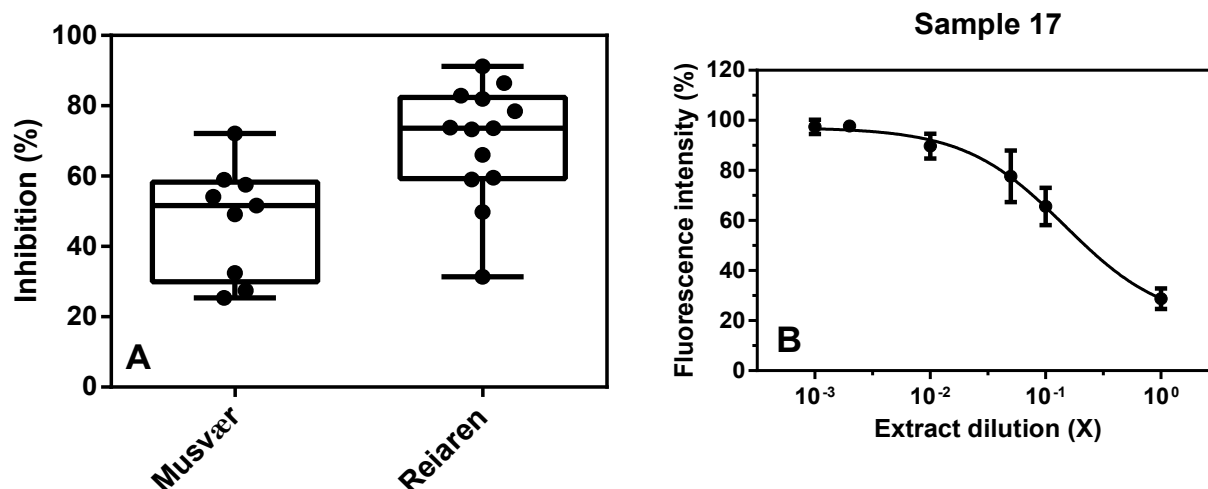 Inhibition (%)
100
80
60
40
20
0
A
Musvær
Reiaren
Sample 17
Fluorescence intensity (%)
120
100
80
60
40
20
0
B
10⁻³
10⁻²
10⁻¹
10⁰
Extract dilution (X)